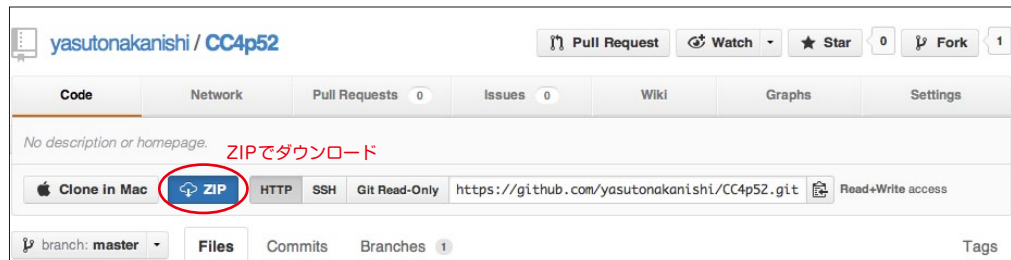 yasutonakanishi / CC4p52
Pull Request Watch Star 0 Fork 1
Code Network Pull Requests 0 Issues 0 Wiki Graphs Settings
No description or homepage.
ZIPでダウンロード
Clone in Mac ZIP HTTP SSH Git Read-Only https://github.com/yasutonakanishi/CC4p52.git Read+Write access
branch: master Files Commits Branches 1 Tags